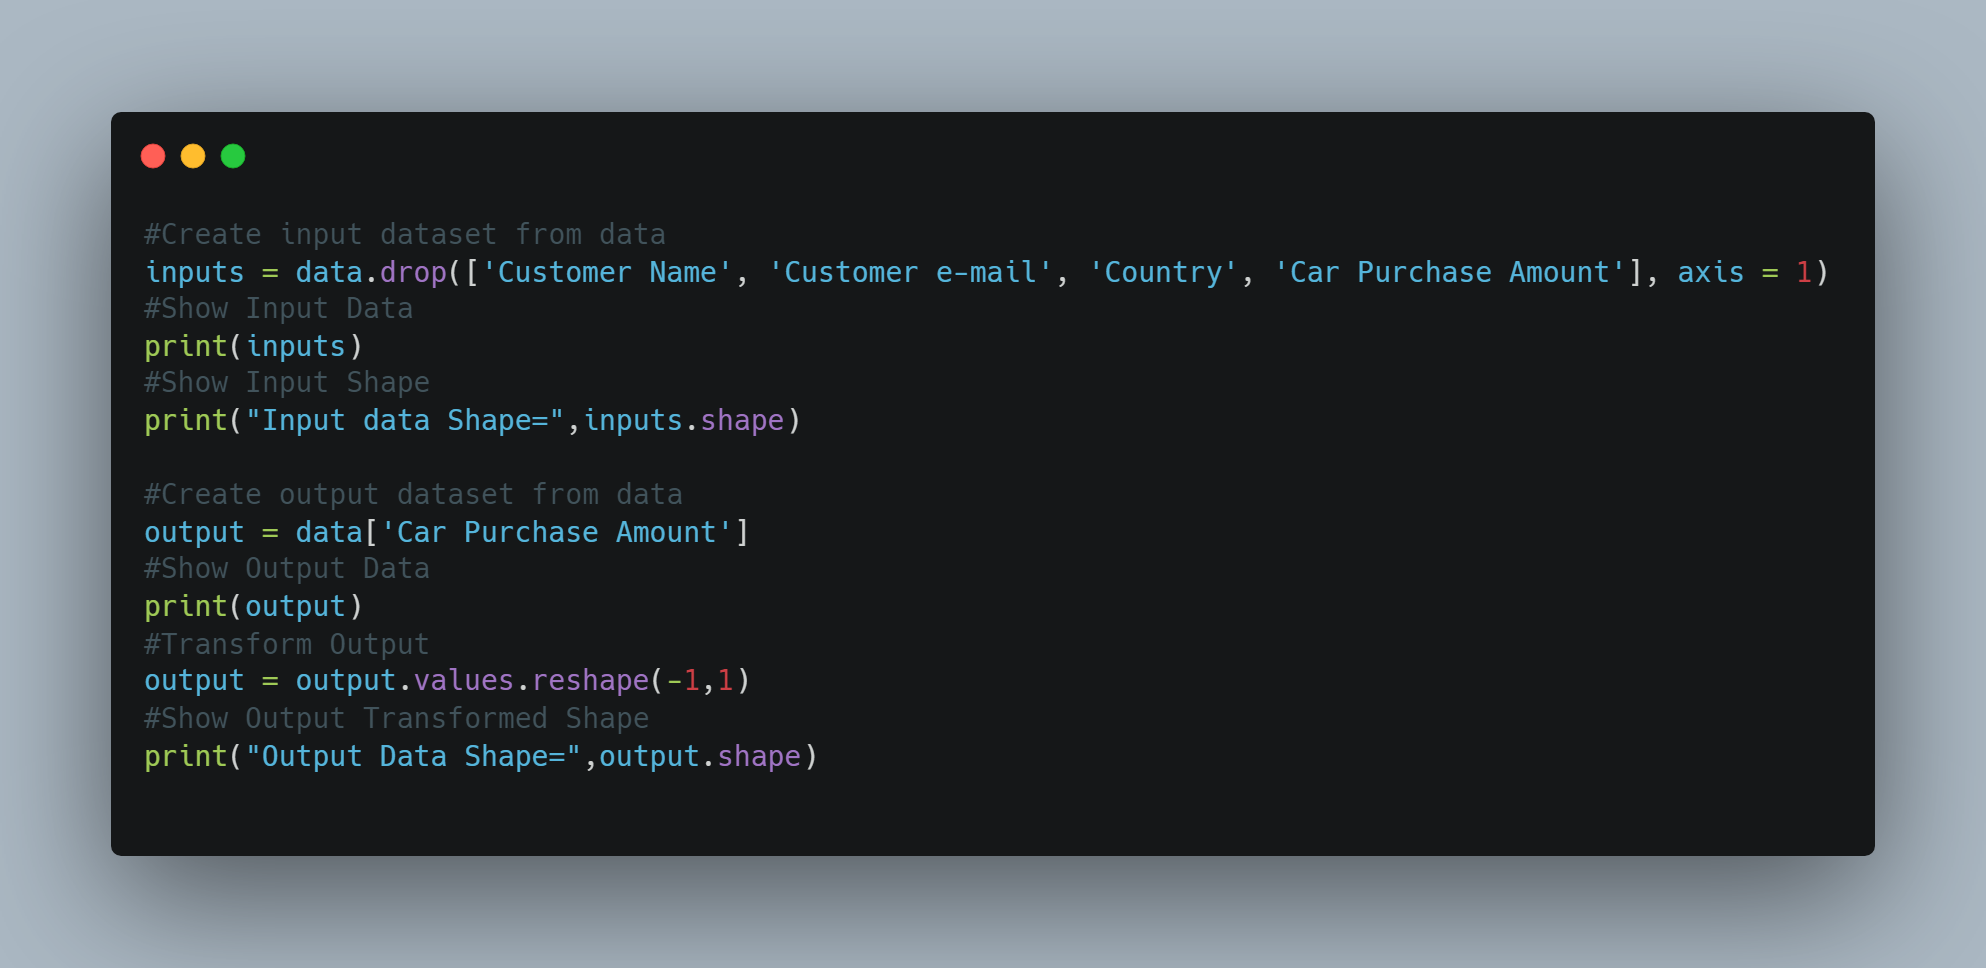 #Create input dataset from data
inputs = data.drop(['Customer Name', 'Customer e-mail', 'Country', 'Car Purchase Amount'], axis = 1)
#Show Input Data
print(inputs)
#Show Input Shape
print("Input data Shape=",inputs.shape)

#Create output dataset from data
output = data['Car Purchase Amount']
#Show Output Data
print(output)
#Transform Output
output = output.values.reshape(-1,1)
#Show Output Transformed Shape
print("Output Data Shape=",output.shape)